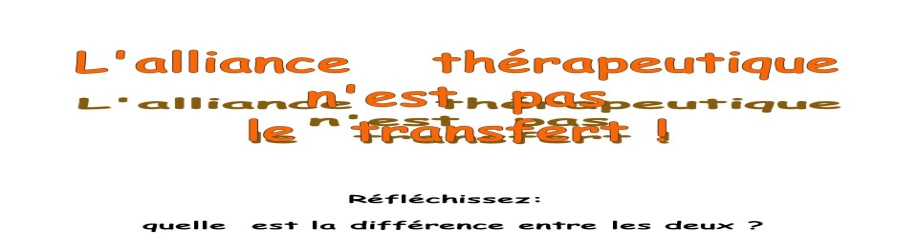 L'alliance thérapeutique
n'est pas
le transfert !
Réfléchissez:
quelle est la différence entre les deux ?